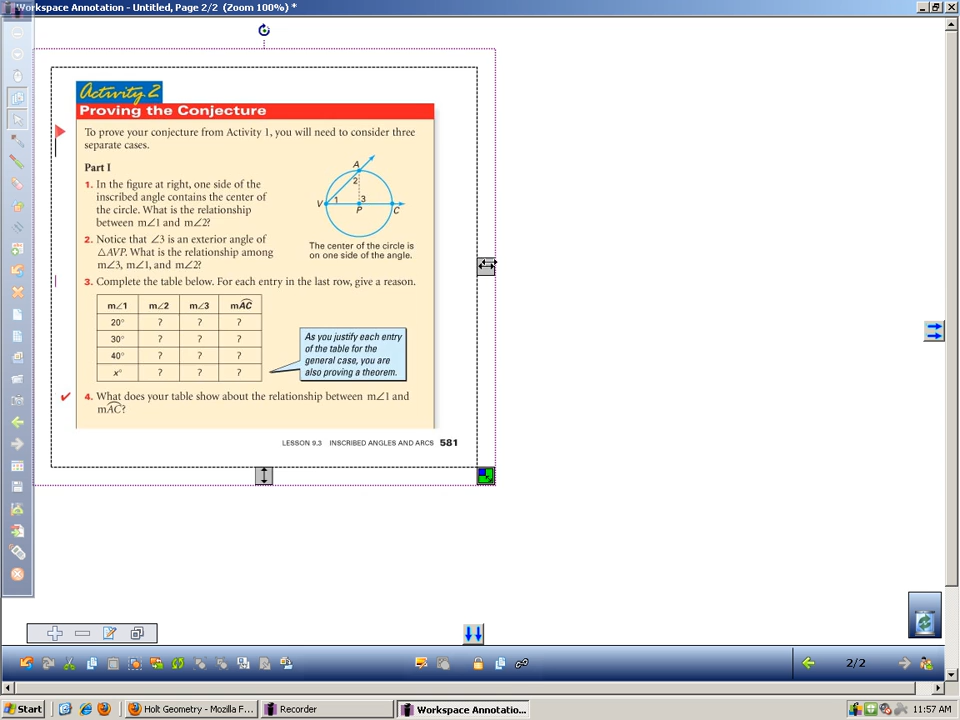 Workspace Annotation - Untitled, Page 2/2 (Zoom 100%) *
Activity 2
Proving the Conjecture
To prove your conjecture from Activity 1, you will need to consider three
separate cases.
Part I
1. In the figure at right, one side of the
inscribed angle contains the center of
the circle. What is the relationship
between m∠1 and m∠2?
2. Notice that ∠3 is an exterior angle of
△AVP. What is the relationship among
m∠3, m∠1, and m∠2?
A
2
V 1 3
P C
The center of the circle is
on one side of the angle.
3. Complete the table below. For each entry in the last row, give a reason.
m∠1 m∠2 m∠3 mAC
20° ? ? ?
30° ? ? ?
40° ? ? ?
x° ? ? ?
As you justify each entry
of the table for the
general case, you are
also proving a theorem.
4. What does your table show about the relationship between m∠1 and
mAC?
LESSON 9.3 INSCRIBED ANGLES AND ARCS 581
2/2
Start
Holt Geometry - Mozilla F...
Recorder
Workspace Annotatio...
11:57 AM